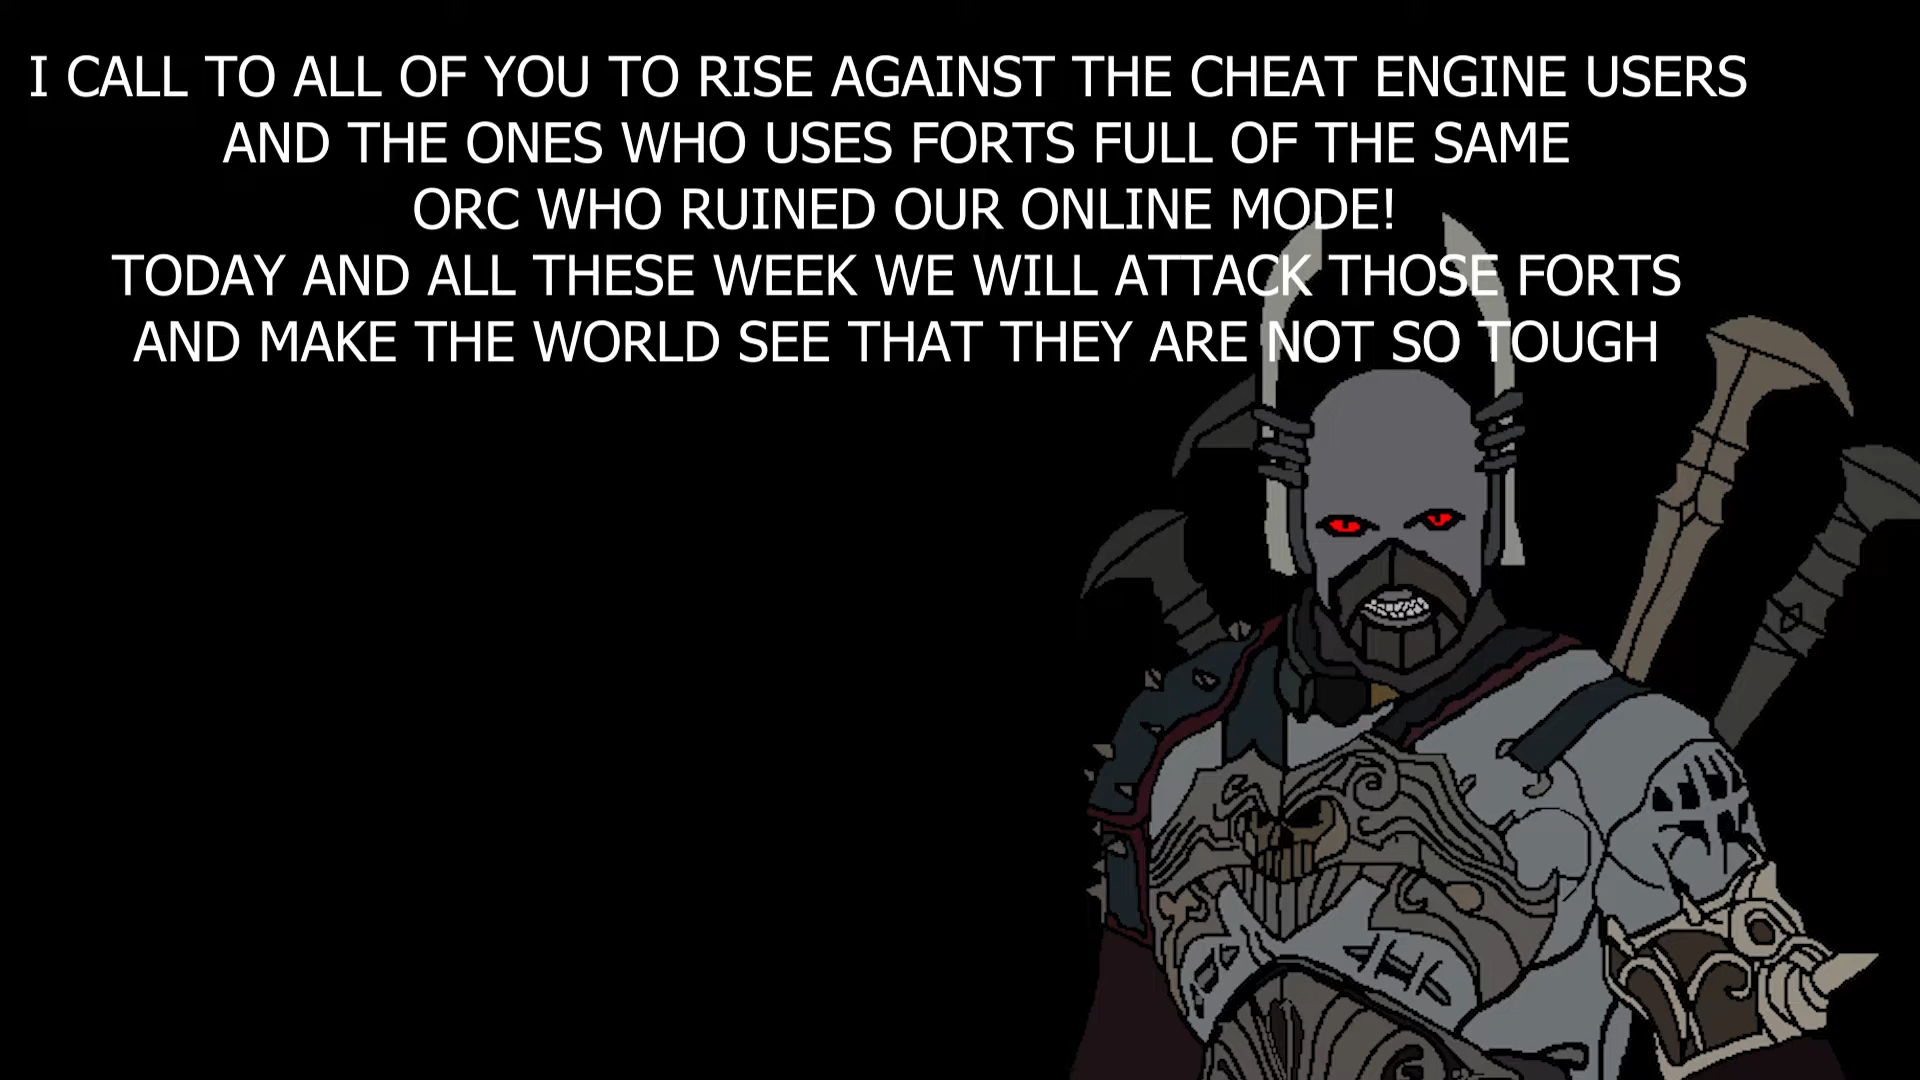 I CALL TO ALL OF YOU TO RISE AGAINST THE CHEAT ENGINE USERS
AND THE ONES WHO USES FORTS FULL OF THE SAME
ORC WHO RUINED OUR ONLINE MODE!
TODAY AND ALL THESE WEEK WE WILL ATTACK THOSE FORTS
AND MAKE THE WORLD SEE THAT THEY ARE NOT SO TOUGH